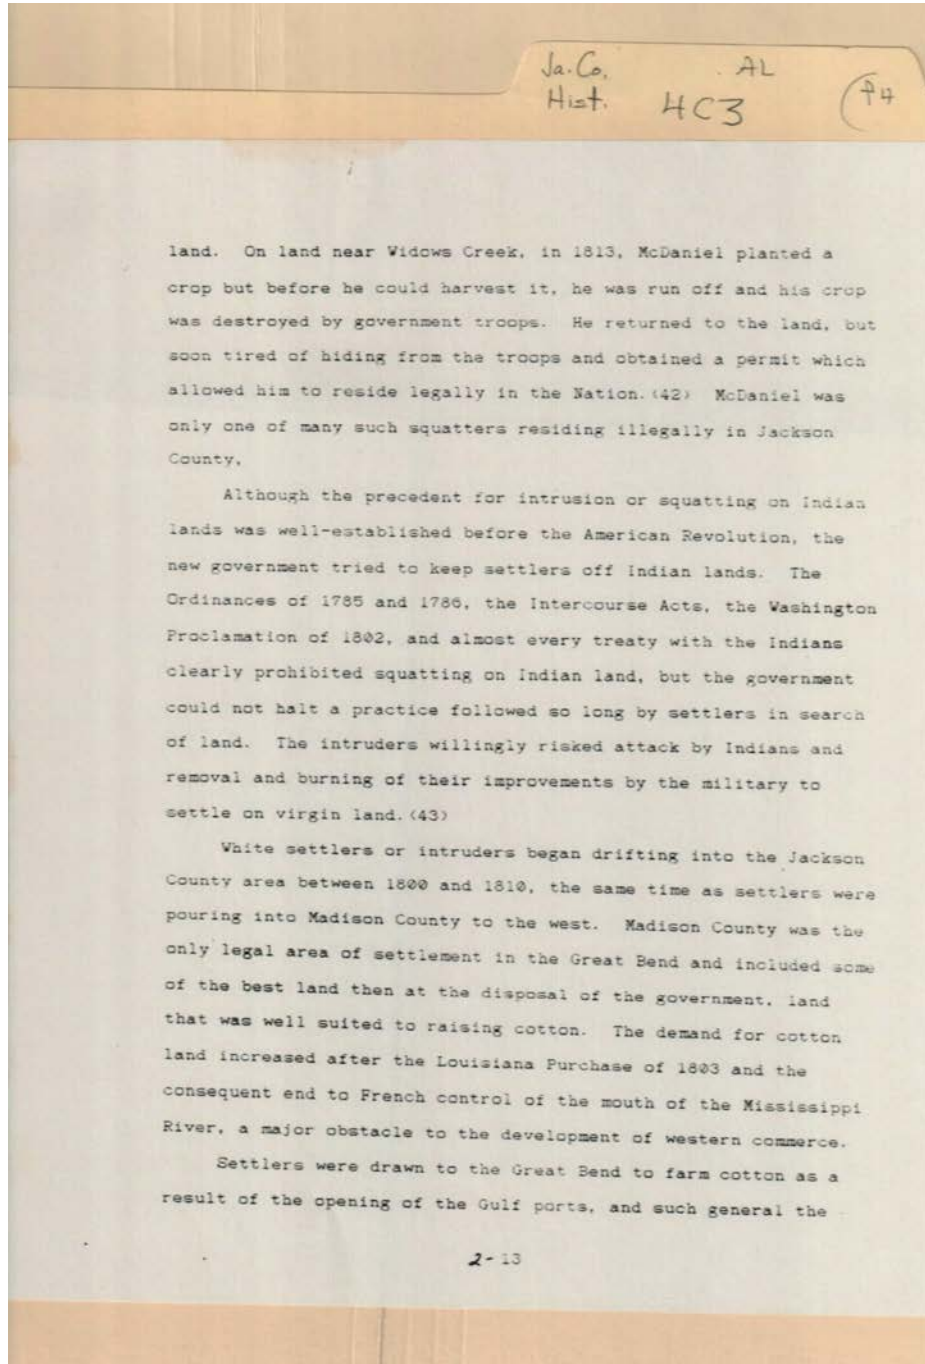 Ja. Co. AL
Hist. 4C3 P4
land. On land near Widows Creek, in 1813, McDaniel planted a
crop but before he could harvest it, he was run off and his crop
was destroyed by government troops. He returned to the land, but
soon tired of hiding from the troops and obtained a permit which
allowed him to reside legally in the Nation.(42) McDaniel was
only one of many such squatters residing illegally in Jackson
County.
Although the precedent for intrusion or squatting on Indian
lands was well-established before the American Revolution, the
new government tried to keep settlers off Indian lands. The
Ordinances of 1785 and 1786, the Intercourse Acts, the Washington
Proclamation of 1802, and almost every treaty with the Indians
clearly prohibited squatting on Indian land, but the government
could not halt a practice followed so long by settlers in search
of land. The intruders willingly risked attack by Indians and
removal and burning of their improvements by the military to
settle on virgin land.(43)
White settlers or intruders began drifting into the Jackson
County area between 1800 and 1810, the same time as settlers were
pouring into Madison County to the west. Madison County was the
only legal area of settlement in the Great Bend and included some
of the best land then at the disposal of the government, land
that was well suited to raising cotton. The demand for cotton
land increased after the Louisiana Purchase of 1803 and the
consequent end to French control of the mouth of the Mississippi
River, a major obstacle to the development of western commerce.
Settlers were drawn to the Great Bend to farm cotton as a
result of the opening of the Gulf ports, and such general the
2-13